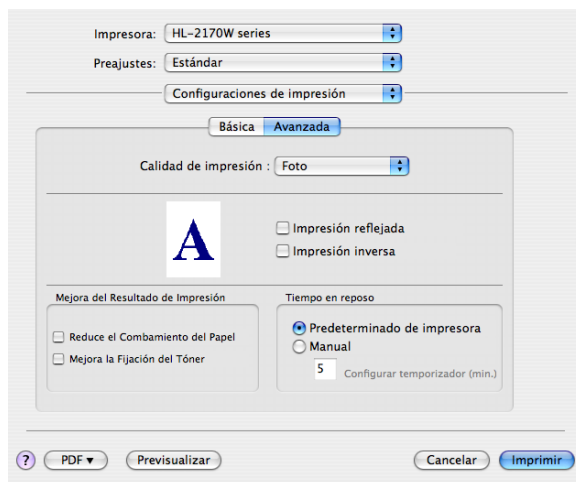 Impresora: HL-2170W series
Preajustes: Estándar
Configuraciones de impresión
Básica Avanzada
Calidad de impresión : Foto
A
Impresión reflejada
Impresión inversa
Mejora del Resultado de Impresión
Reduce el Combamiento del Papel
Mejora la Fijación del Tóner
Tiempo en reposo
Predeterminado de impresora
Manual
5 Configurar temporizador (min.)
? PDF▼ Previsualizar Cancelar Imprimir